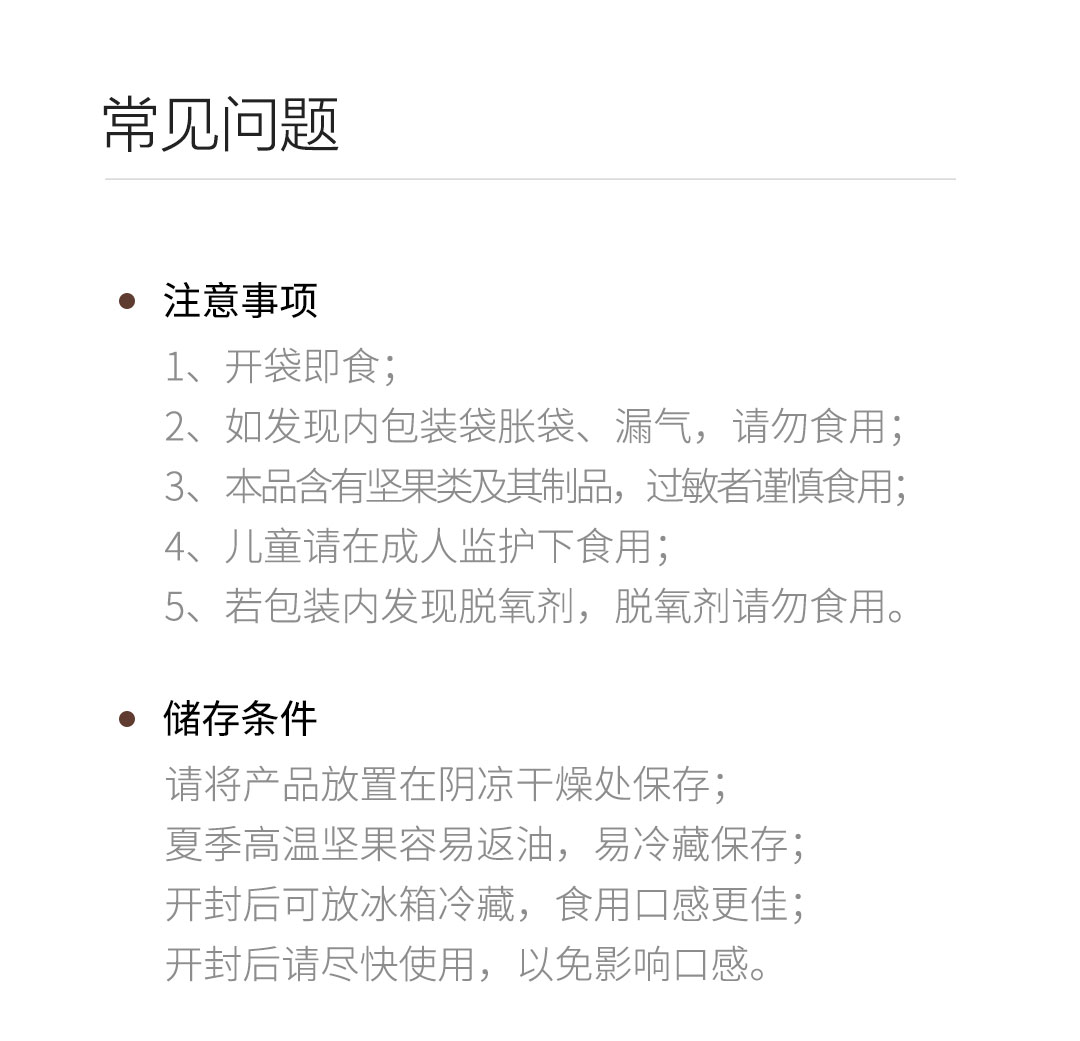 常见问题
注意事项
1、开袋即食；
2、如发现内包装袋胀袋、漏气，请勿食用；
3、本品含有坚果类及其制品，过敏者谨慎食用；
4、儿童请在成人监护下食用；
5、若包装内发现脱氧剂，脱氧剂请勿食用。
储存条件
请将产品放置在阴凉干燥处保存；
夏季高温坚果容易返油，易冷藏保存；
开封后可放冰箱冷藏，食用口感更佳；
开封后请尽快使用，以免影响口感。